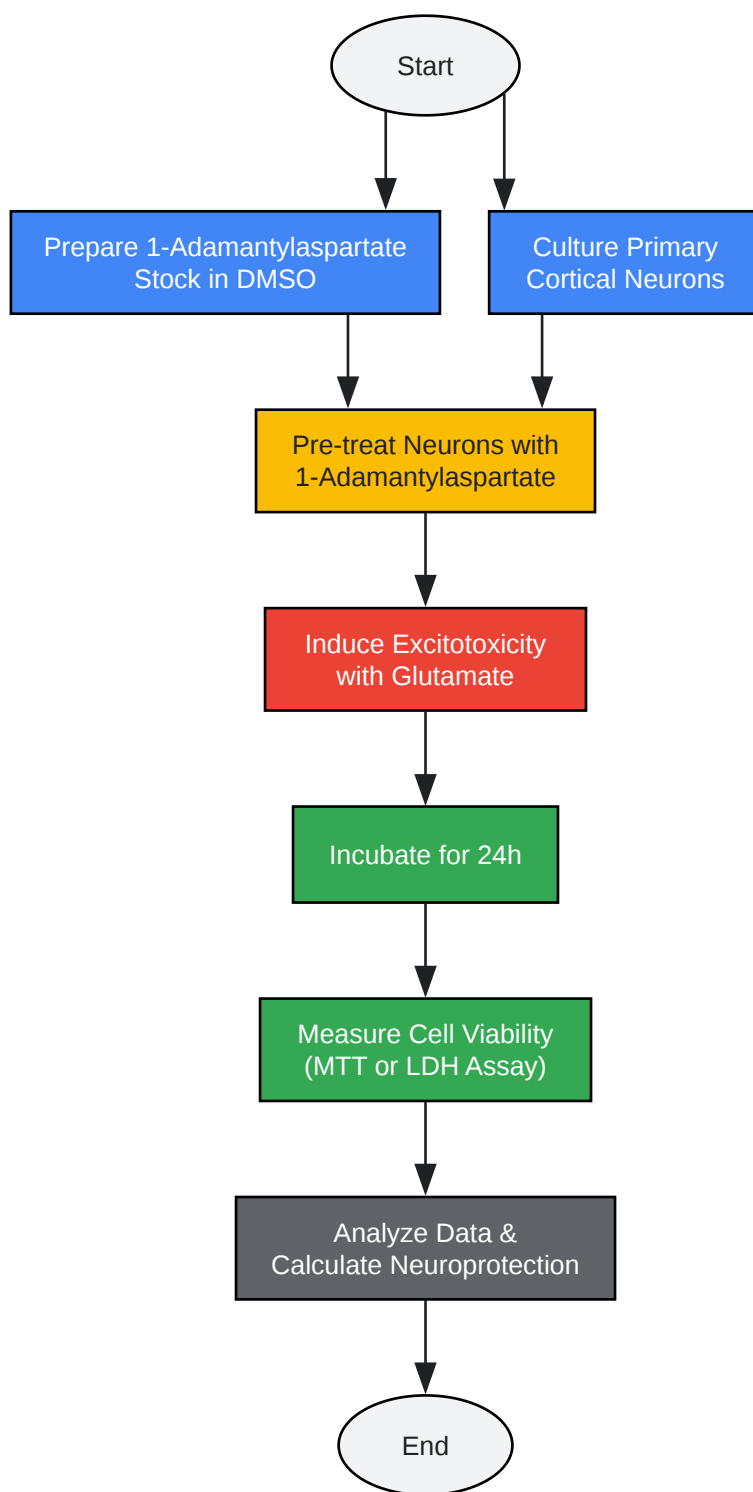 Start
Prepare 1-Adamantylaspartate
Stock in DMSO
Culture Primary
Cortical Neurons
Pre-treat Neurons with
1-Adamantylaspartate
Induce Excitotoxicity
with Glutamate
Incubate for 24h
Measure Cell Viability
(MTT or LDH Assay)
Analyze Data &
Calculate Neuroprotection
End